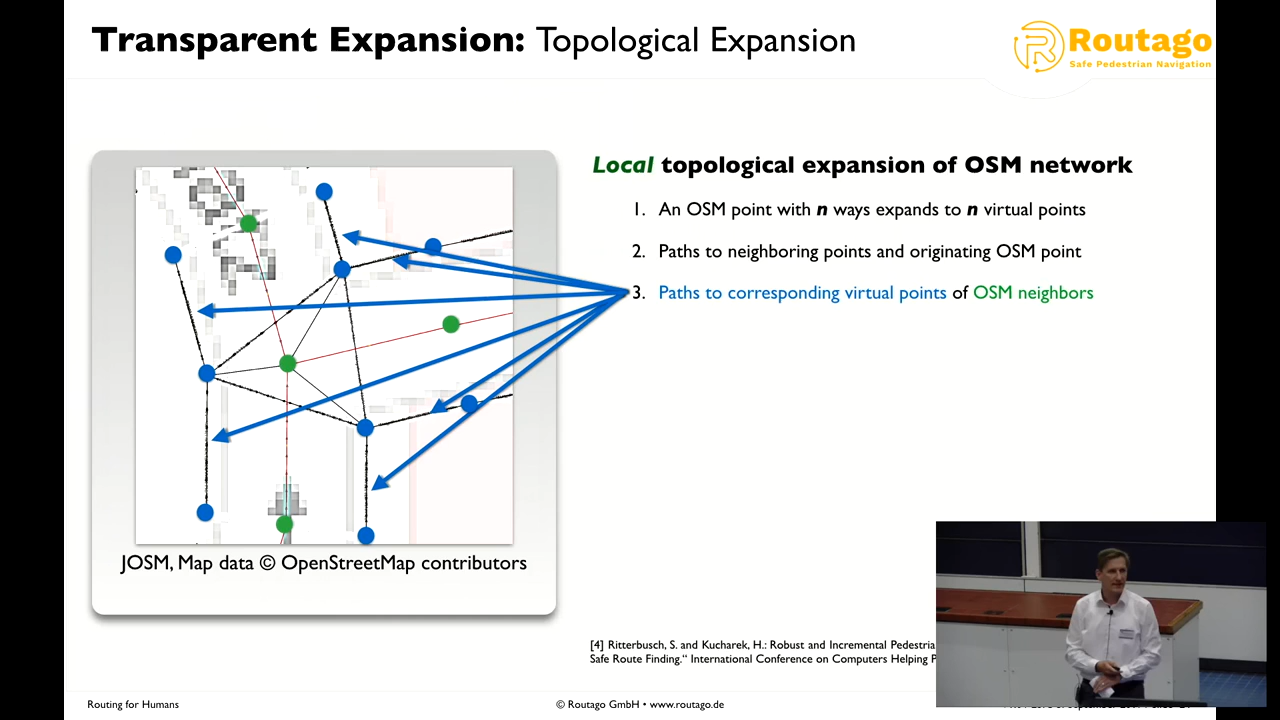 Transparent Expansion: Topological Expansion
Routago
Safe Pedestrian Navigation
Local topological expansion of OSM network
1. An OSM point with n ways expands to n virtual points
2. Paths to neighboring points and originating OSM point
3. Paths to corresponding virtual points of OSM neighbors
JOSM, Map data © OpenStreetMap contributors
[4] Ritterbusch, S. and Kucharek, H.: Robust and Incremental Pedestria
Safe Route Finding.“ International Conference on Computers Helping P
Routing for Humans
© Routago GmbH • www.routago.de